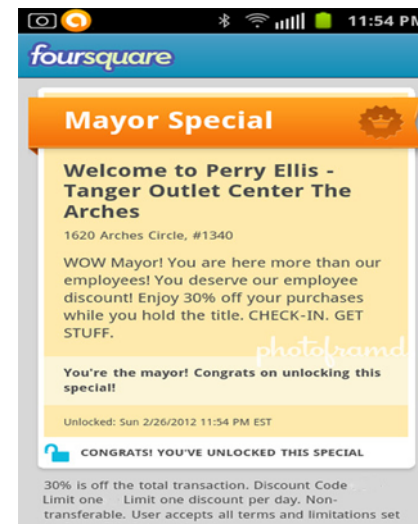 11:54 PM
foursquare
Mayor Special
Welcome to Perry Ellis -
Tanger Outlet Center The
Arches
1620 Arches Circle, #1340
WOW Mayor! You are here more than our
employees! You deserve our employee
discount! Enjoy 30% off your purchases
while you hold the title. CHECK-IN. GET
STUFF.
photoframd
You're the mayor! Congrats on unlocking this
special!
Unlocked: Sun 2/26/2012 11:54 PM EST
CONGRATS! YOU'VE UNLOCKED THIS SPECIAL
30% is off the total transaction. Discount Code
Limit one Limit one discount per day. Non-
transferable. User accepts all terms and limitations set